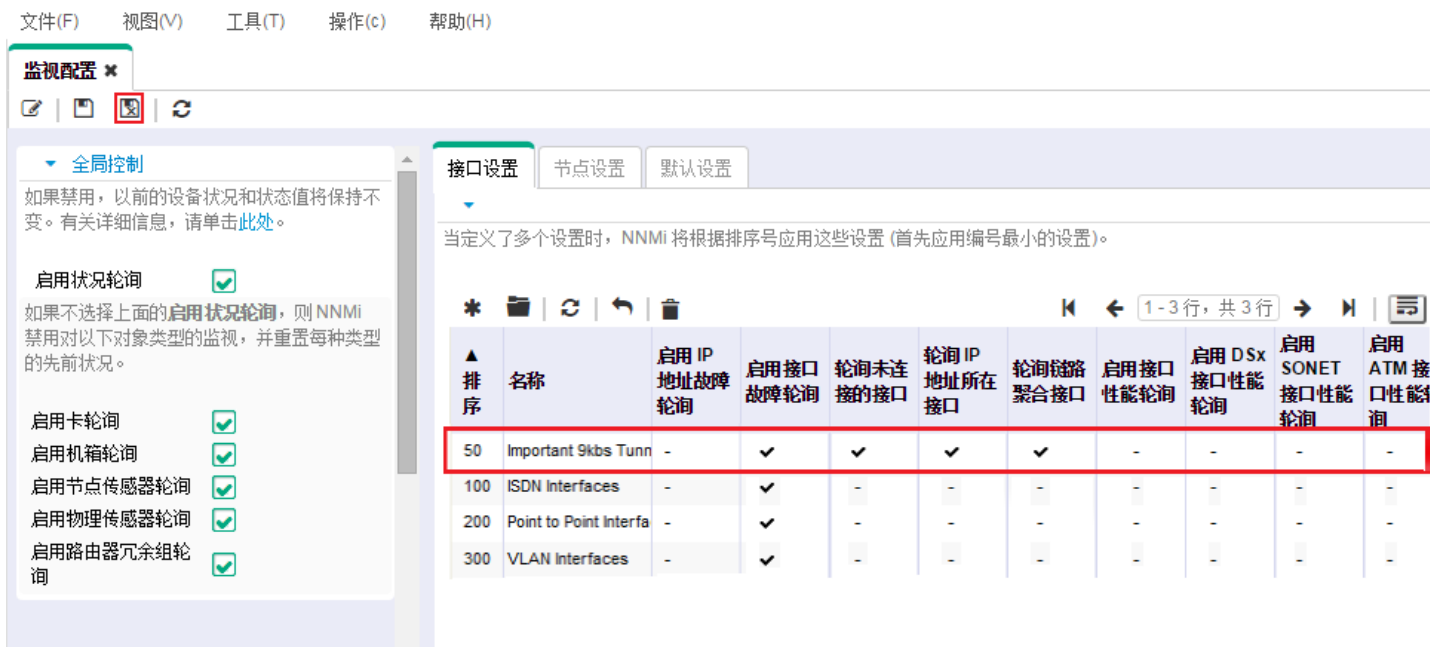 文件(F) 视图(V) 工具(T) 操作(c) 帮助(H)
监视配置
全局控制
如果禁用，以前的设备状况和状态值将保持不
变。有关详细信息，请单击此处。
启用状况轮询
如果不选择上面的启用状况轮询，则 NNMi
禁用对以下对象类型的监视，并重置每种类型
的先前状况。
启用卡轮询
启用机箱轮询
启用节点传感器轮询
启用物理传感器轮询
启用路由器冗余组轮
询
接口设置 节点设置 默认设置
当定义了多个设置时，NNMi 将根据排序号应用这些设置 (首先应用编号最小的设置)。
1 - 3 行，共 3 行
▲
排
序
名称
启用 IP
地址故障
轮询
启用接口
故障轮询
轮询未连
接的接口
轮询 IP
地址所在
接口
轮询链路
聚合接口
启用接口
性能轮询
启用 DSx
接口性能
轮询
启用
SONET
接口性能
轮询
启用
ATM 接
口性能
询
50 Important 9kbs Tunn - ✔ ✔ ✔ ✔ - - - -
100 ISDN Interfaces - ✔ - - - - - - -
200 Point to Point Interfa - ✔ - - - - - - -
300 VLAN Interfaces - ✔ - - - - - - -